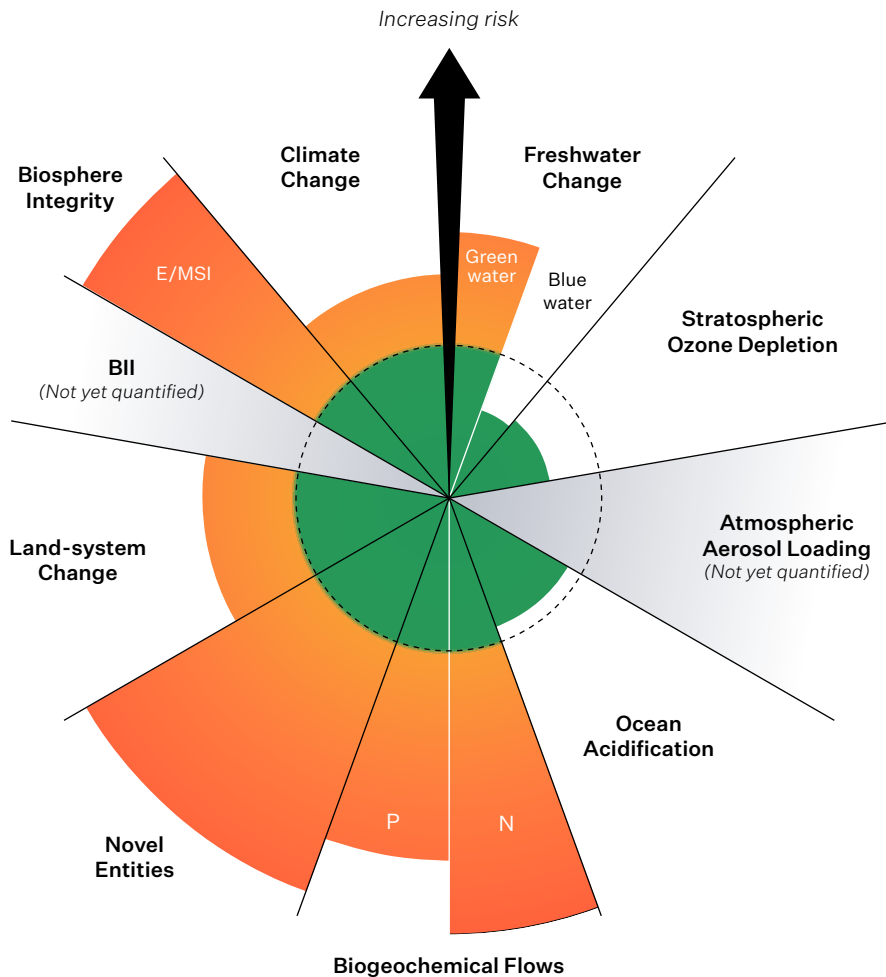 Increasing risk
Climate
Change
Freshwater
Change
Biosphere
Integrity
Green
water
E/MSI
Blue
water
Stratospheric
Ozone Depletion
BII
(Not yet quantified)
Atmospheric
Aerosol Loading
(Not yet quantified)
Land-system
Change
Ocean
Acidification
P
N
Novel
Entities
Biogeochemical Flows